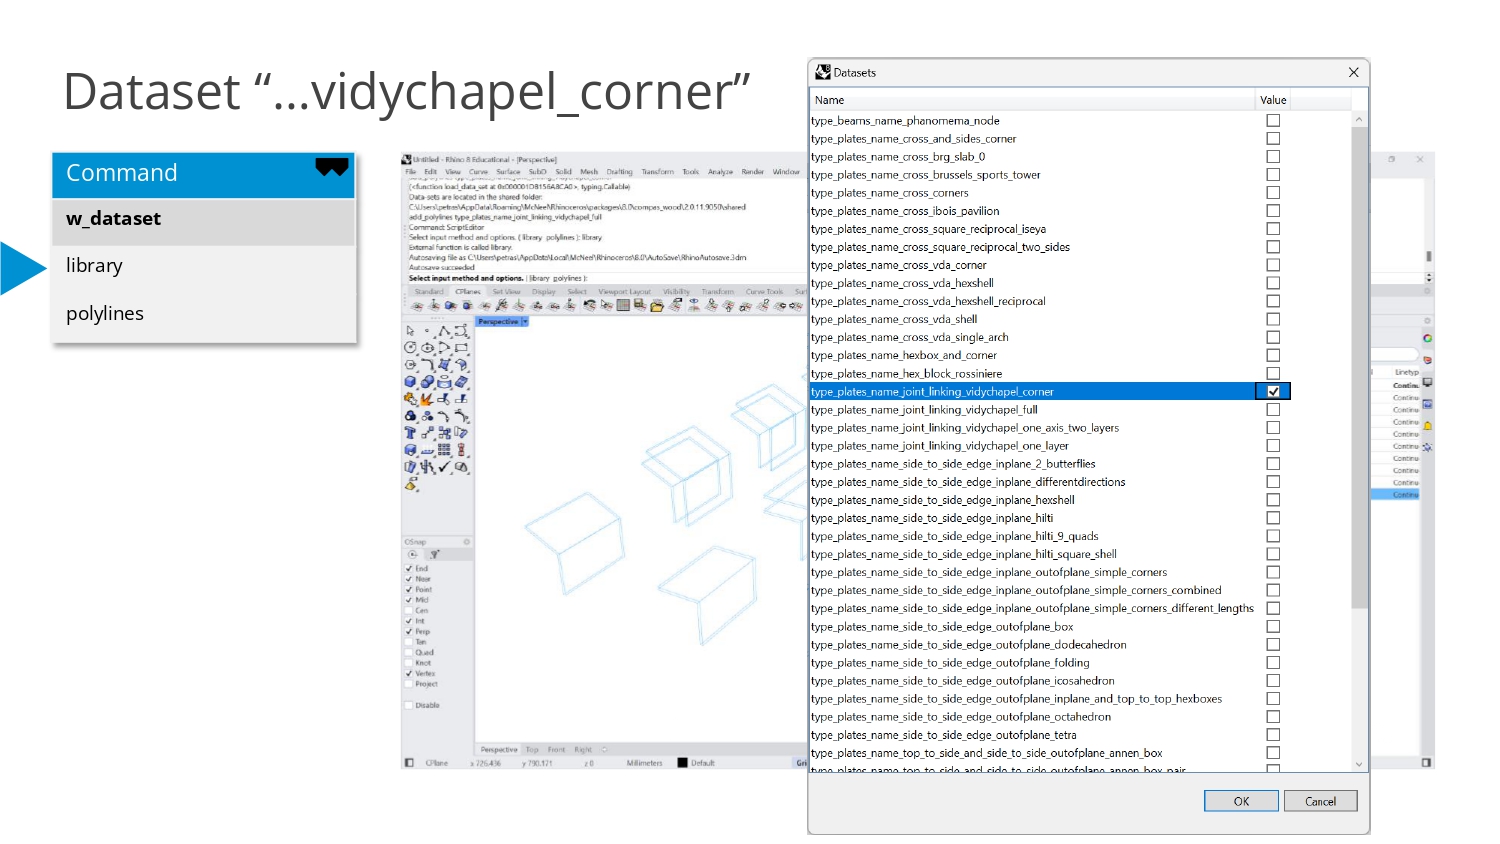 Dataset “...vidychapel_corner”
Command
w_dataset
library
polylines
Untitled - Rhino 8 Educational - [Perspective]
File Edit View Curve Surface SubD Solid Mesh Drafting Transform Tools Analyze Render Window
(<function load_data_set at 0x000001DB156A8CA0>, typing.Callable)
Data-sets are located in the shared folder:
C:\Users\petras\AppData\Roaming\McNeel\Rhinoceros\packages\8.0\compas_wood\2.0.11.9050\shared
add_polylines type_plates_name_joint_linking_vidychapel_full
Command: ScriptEditor
Select input method and options. ( library polylines ): library
External function is called library.
Autosaving file as C:\Users\petras\AppData\Local\McNeel\Rhinoceros\8.0\AutoSave\RhinoAutosave.3dm
Autosave succeeded
Select input method and options. ( library polylines ):
Standard CPlanes Set View Display Select Viewport Layout Visibility Transform Curve Tools
Perspective
OSnap
End
Near
Point
Mid
Cen
Int
Perp
Tan
Quad
Knot
Vertex
Project
Disable
Perspective Top Front Right
CPlane x 726.436 y 790.171 z 0 Millimeters Default
Datasets
Name Value
type_beams_name_phanomema_node
type_plates_name_cross_and_sides_corner
type_plates_name_cross_brg_slab_0
type_plates_name_cross_brussels_sports_tower
type_plates_name_cross_corners
type_plates_name_cross_ibois_pavilion
type_plates_name_cross_square_reciprocal_iseya
type_plates_name_cross_square_reciprocal_two_sides
type_plates_name_cross_vda_corner
type_plates_name_cross_vda_hexshell
type_plates_name_cross_vda_hexshell_reciprocal
type_plates_name_cross_vda_shell
type_plates_name_cross_vda_single_arch
type_plates_name_hexbox_and_corner
type_plates_name_hex_block_rossiniere
type_plates_name_joint_linking_vidychapel_corner
type_plates_name_joint_linking_vidychapel_full
type_plates_name_joint_linking_vidychapel_one_axis_two_layers
type_plates_name_joint_linking_vidychapel_one_layer
type_plates_name_side_to_side_edge_inplane_2_butterflies
type_plates_name_side_to_side_edge_inplane_differentdirections
type_plates_name_side_to_side_edge_inplane_hexshell
type_plates_name_side_to_side_edge_inplane_hilti
type_plates_name_side_to_side_edge_inplane_hilti_9_quads
type_plates_name_side_to_side_edge_inplane_hilti_square_shell
type_plates_name_side_to_side_edge_inplane_outofplane_simple_corners
type_plates_name_side_to_side_edge_inplane_outofplane_simple_corners_combined
type_plates_name_side_to_side_edge_inplane_outofplane_simple_corners_different_lengths
type_plates_name_side_to_side_edge_outofplane_box
type_plates_name_side_to_side_edge_outofplane_dodecahedron
type_plates_name_side_to_side_edge_outofplane_folding
type_plates_name_side_to_side_edge_outofplane_icosahedron
type_plates_name_side_to_side_edge_outofplane_inplane_and_top_to_top_hexboxes
type_plates_name_side_to_side_edge_outofplane_octahedron
type_plates_name_side_to_side_edge_outofplane_tetra
type_plates_name_top_to_side_and_side_to_side_outofplane_annen_box
type_plates_name_top_to_side_and_side_to_side_outofplane_annen_box_pair
OK Cancel
Linetyp
Continu
Continu
Continu
Continu
Continu
Continu
Continu
Continu
Continu
Continu